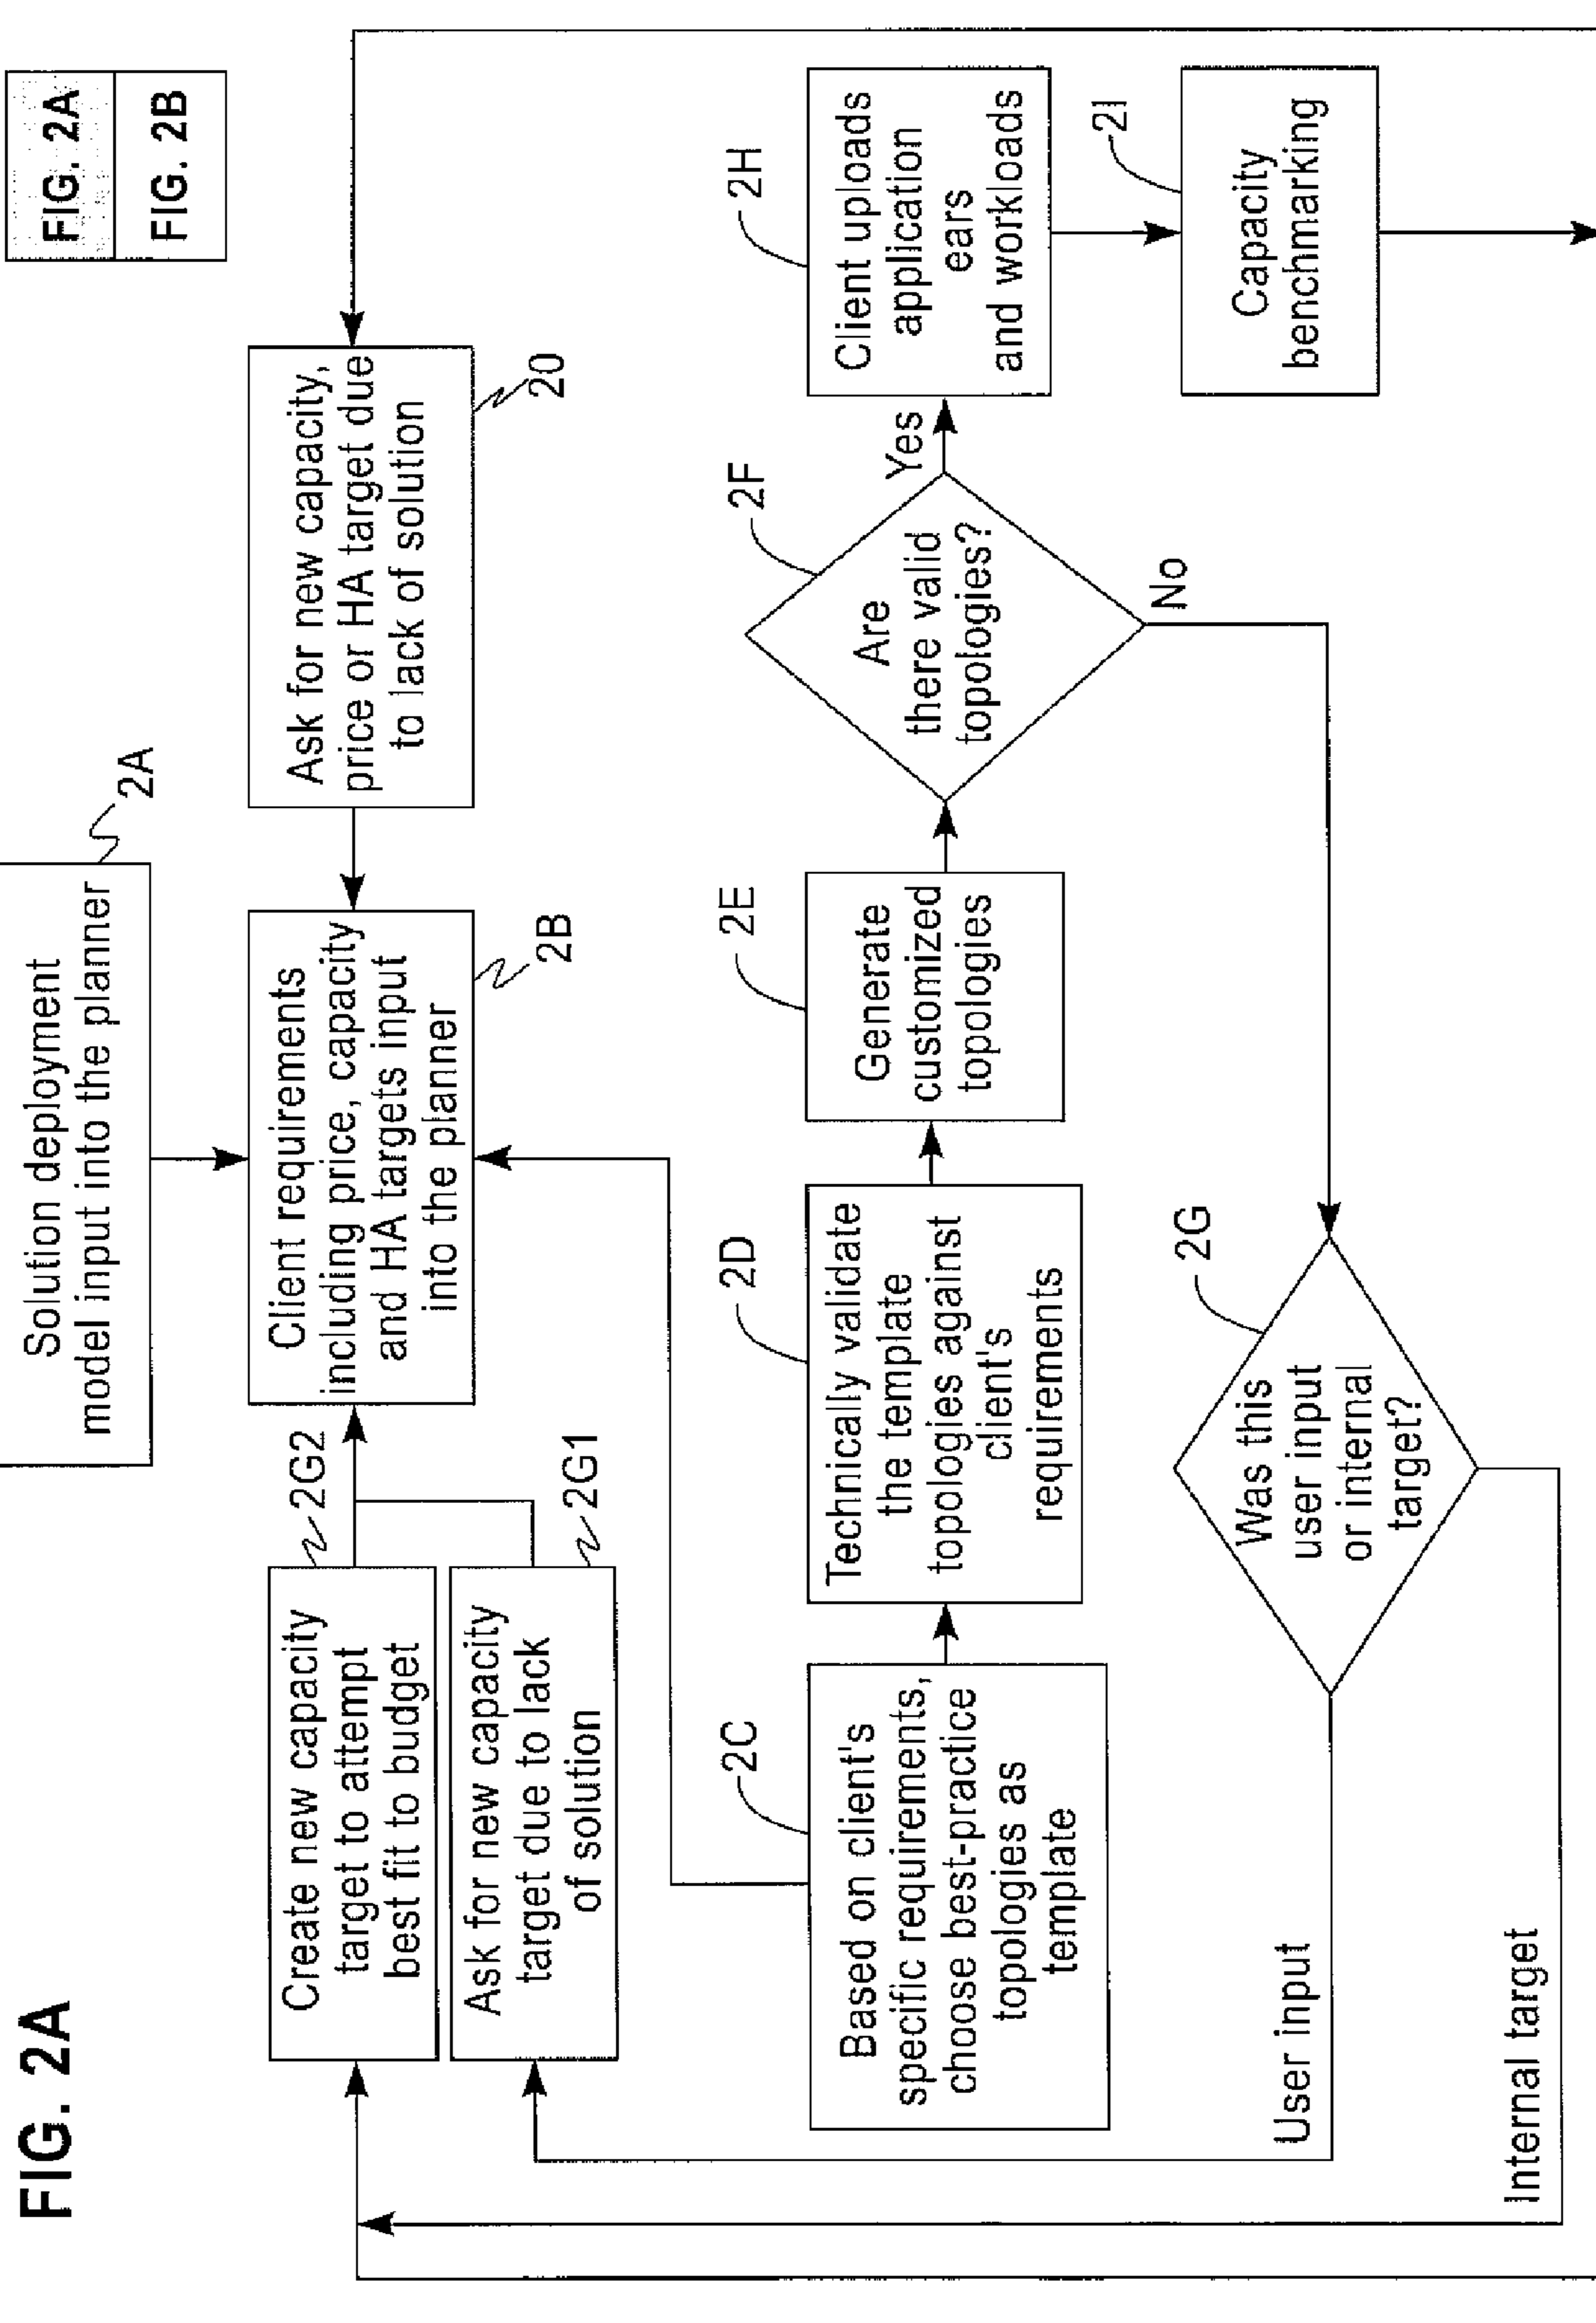 FIG. 2A
FIG. 2A
FIG. 2B
Solution deployment
model input into the planner
2A
Create new capacity
target to attempt
best fit to budget
2G2
Ask for new capacity
target due to lack
of solution
2G1
Client requirements
including price, capacity
and HA targets input
into the planner
2B
Ask for new capacity,
price or HA target due
to lack of solution
20
Based on client's
specific requirements,
choose best-practice
topologies as
template
2C
Technically validate
the template
topologies against
client's
requirements
2D
Generate
customized
topologies
2E
Are
there valid
topologies?
2F
Yes
No
Client uploads
application
ears
and workloads
2H
Capacity
benchmarking
2I
Was this
user input
or internal
target?
2G
User input
Internal target